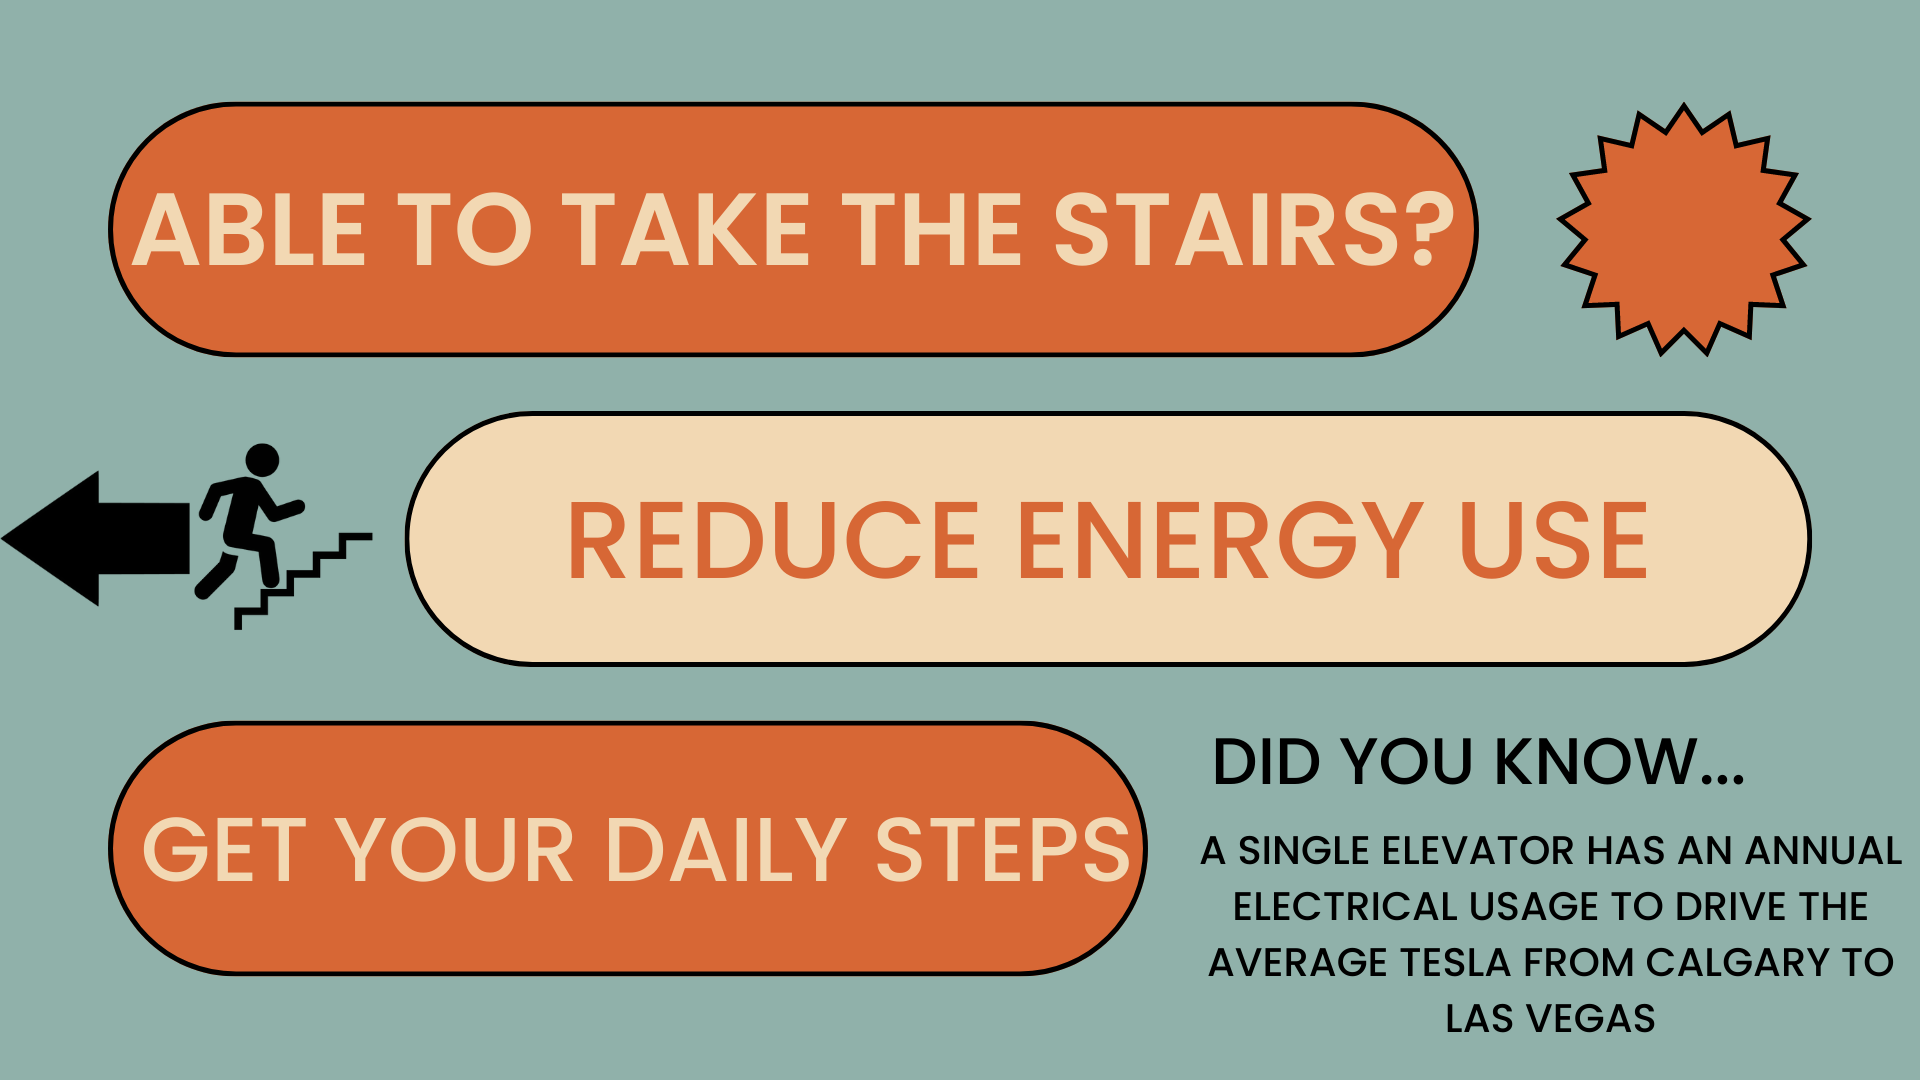 ABLE TO TAKE THE STAIRS?
REDUCE ENERGY USE
GET YOUR DAILY STEPS
DID YOU KNOW...
A SINGLE ELEVATOR HAS AN ANNUAL
ELECTRICAL USAGE TO DRIVE THE
AVERAGE TESLA FROM CALGARY TO
LAS VEGAS